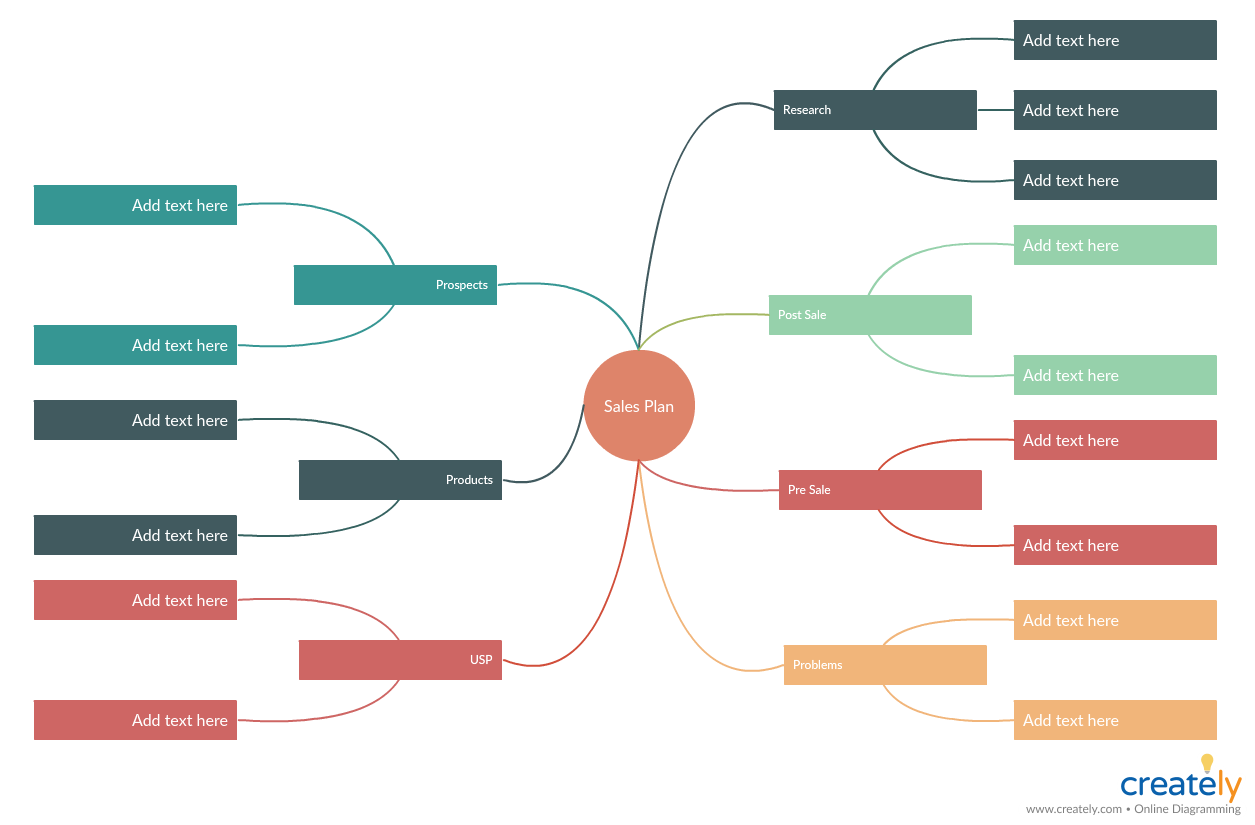 Sales Plan
Prospects
Add text here
Add text here
Products
Add text here
Add text here
USP
Add text here
Add text here
Research
Add text here
Add text here
Add text here
Post Sale
Add text here
Add text here
Pre Sale
Add text here
Add text here
Problems
Add text here
Add text here
creately
www.creately.com • Online Diagramming